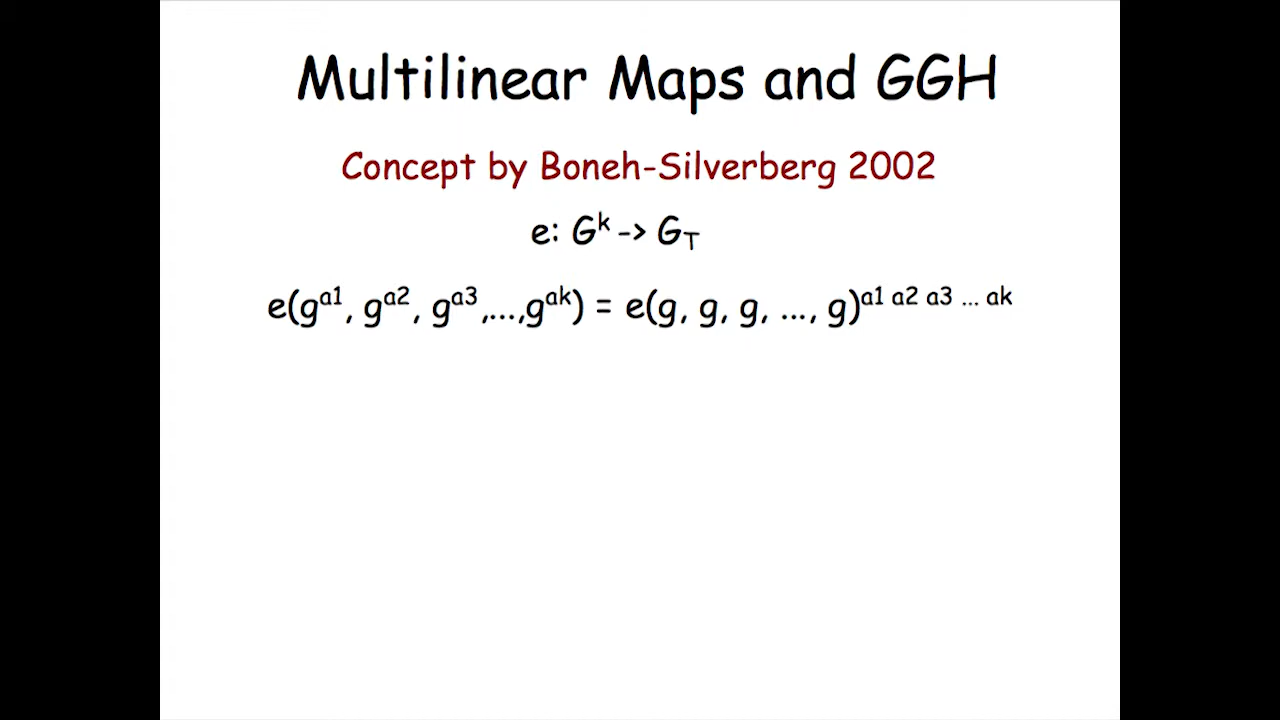 Multilinear Maps and GGH
Concept by Boneh-Silverberg 2002
e: G^k -> G_T
e(g^a1, g^a2, g^a3,...,g^ak) = e(g, g, g, ..., g)^a1 a2 a3 ... ak